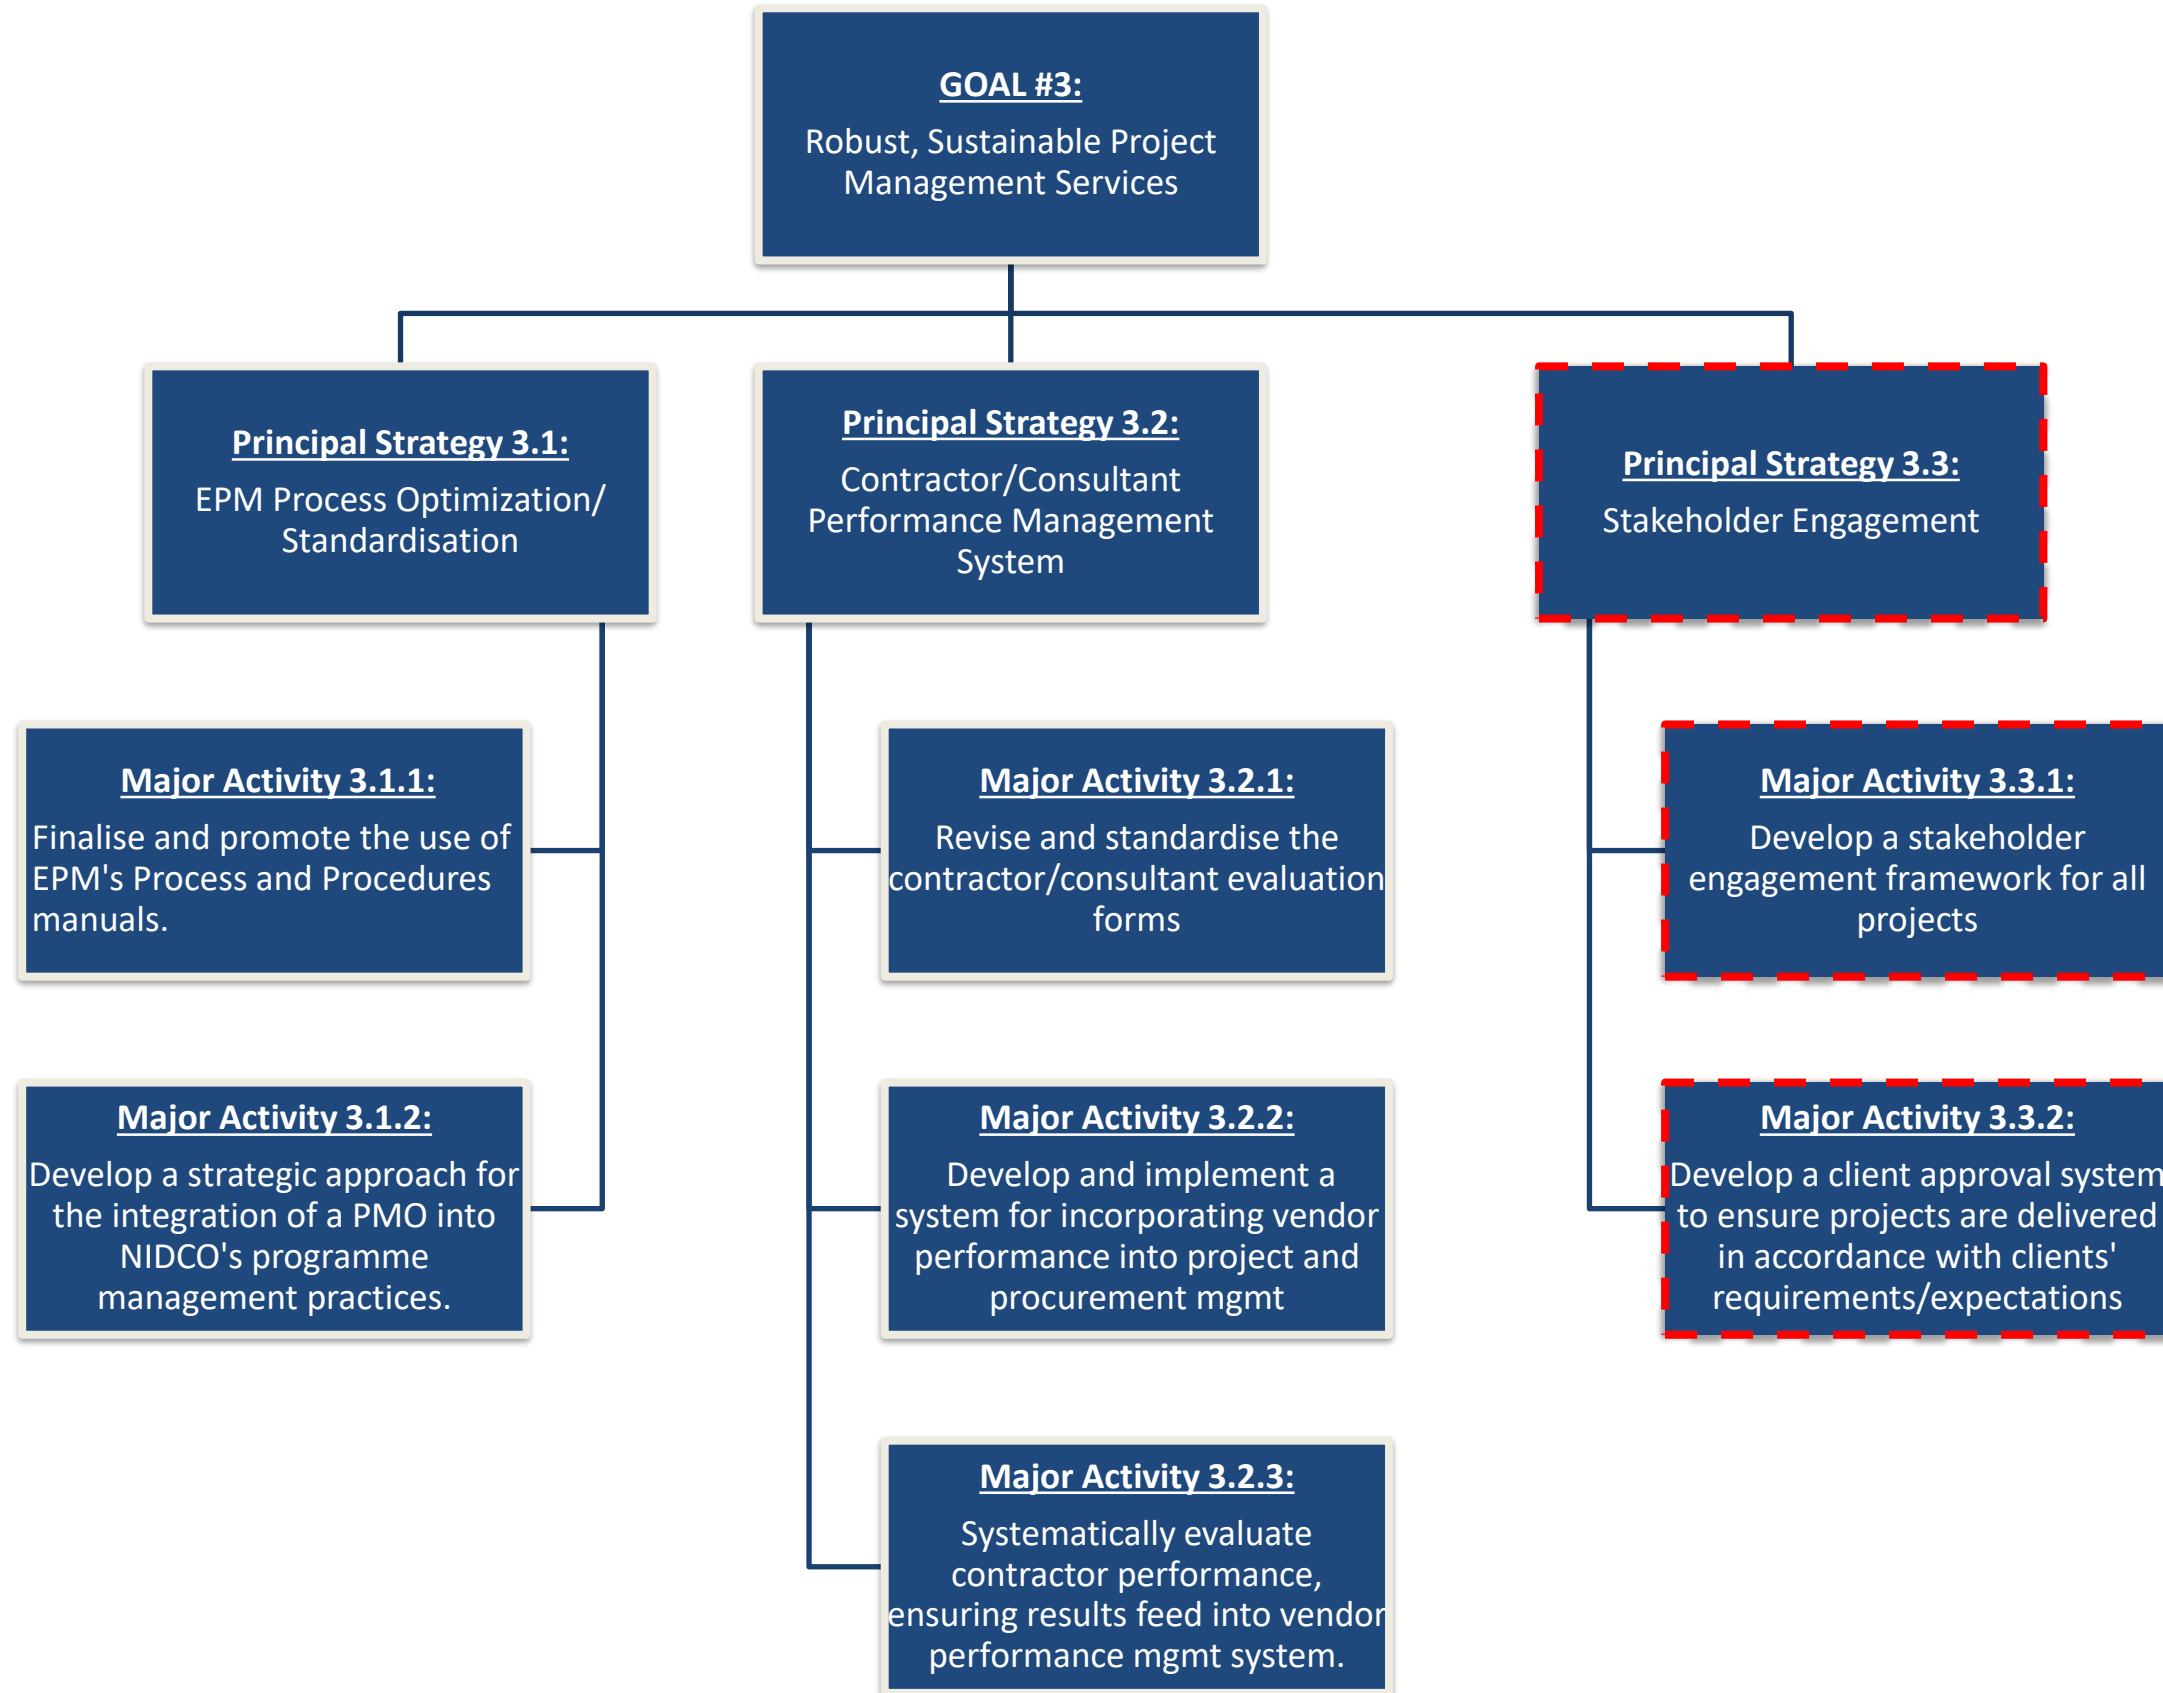 GOAL #3:
Robust, Sustainable Project
Management Services
Principal Strategy 3.1:
EPM Process Optimization/
Standardisation
Principal Strategy 3.2:
Contractor/Consultant
Performance Management
System
Principal Strategy 3.3:
Stakeholder Engagement
Major Activity 3.1.1:
Finalise and promote the use of
EPM's Process and Procedures
manuals.
Major Activity 3.2.1:
Revise and standardise the
contractor/consultant evaluation
forms
Major Activity 3.3.1:
Develop a stakeholder
engagement framework for all
projects
Major Activity 3.1.2:
Develop a strategic approach for
the integration of a PMO into
NIDCO's programme
management practices.
Major Activity 3.2.2:
Develop and implement a
system for incorporating vendor
performance into project and
procurement mgmt
Major Activity 3.3.2:
Develop a client approval system
to ensure projects are delivered
in accordance with clients'
requirements/expectations
Major Activity 3.2.3:
Systematically evaluate
contractor performance,
ensuring results feed into vendor
performance mgmt system.